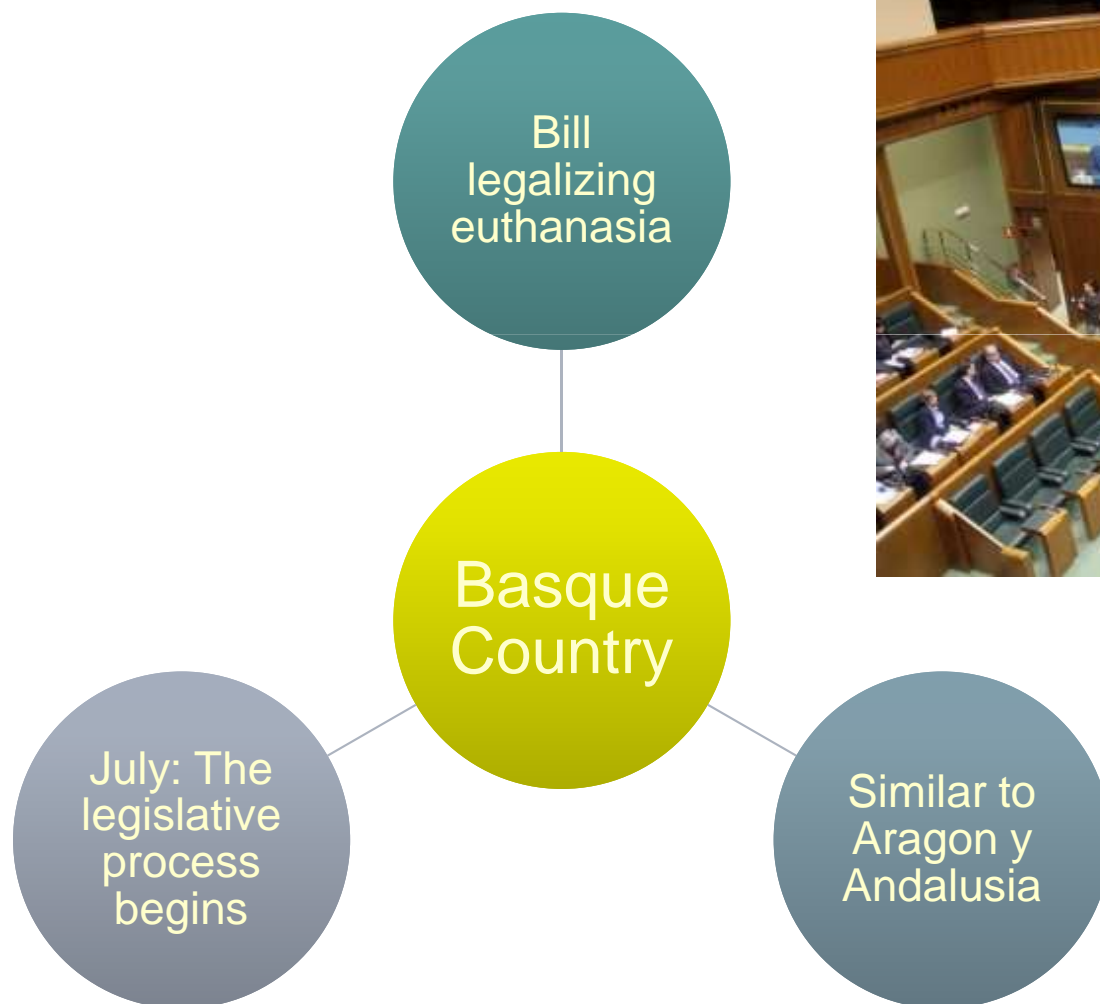 Bill
legalizing
euthanasia
Basque
Country
July: The
legislative
process
begins
Similar to
Aragon y
Andalusia